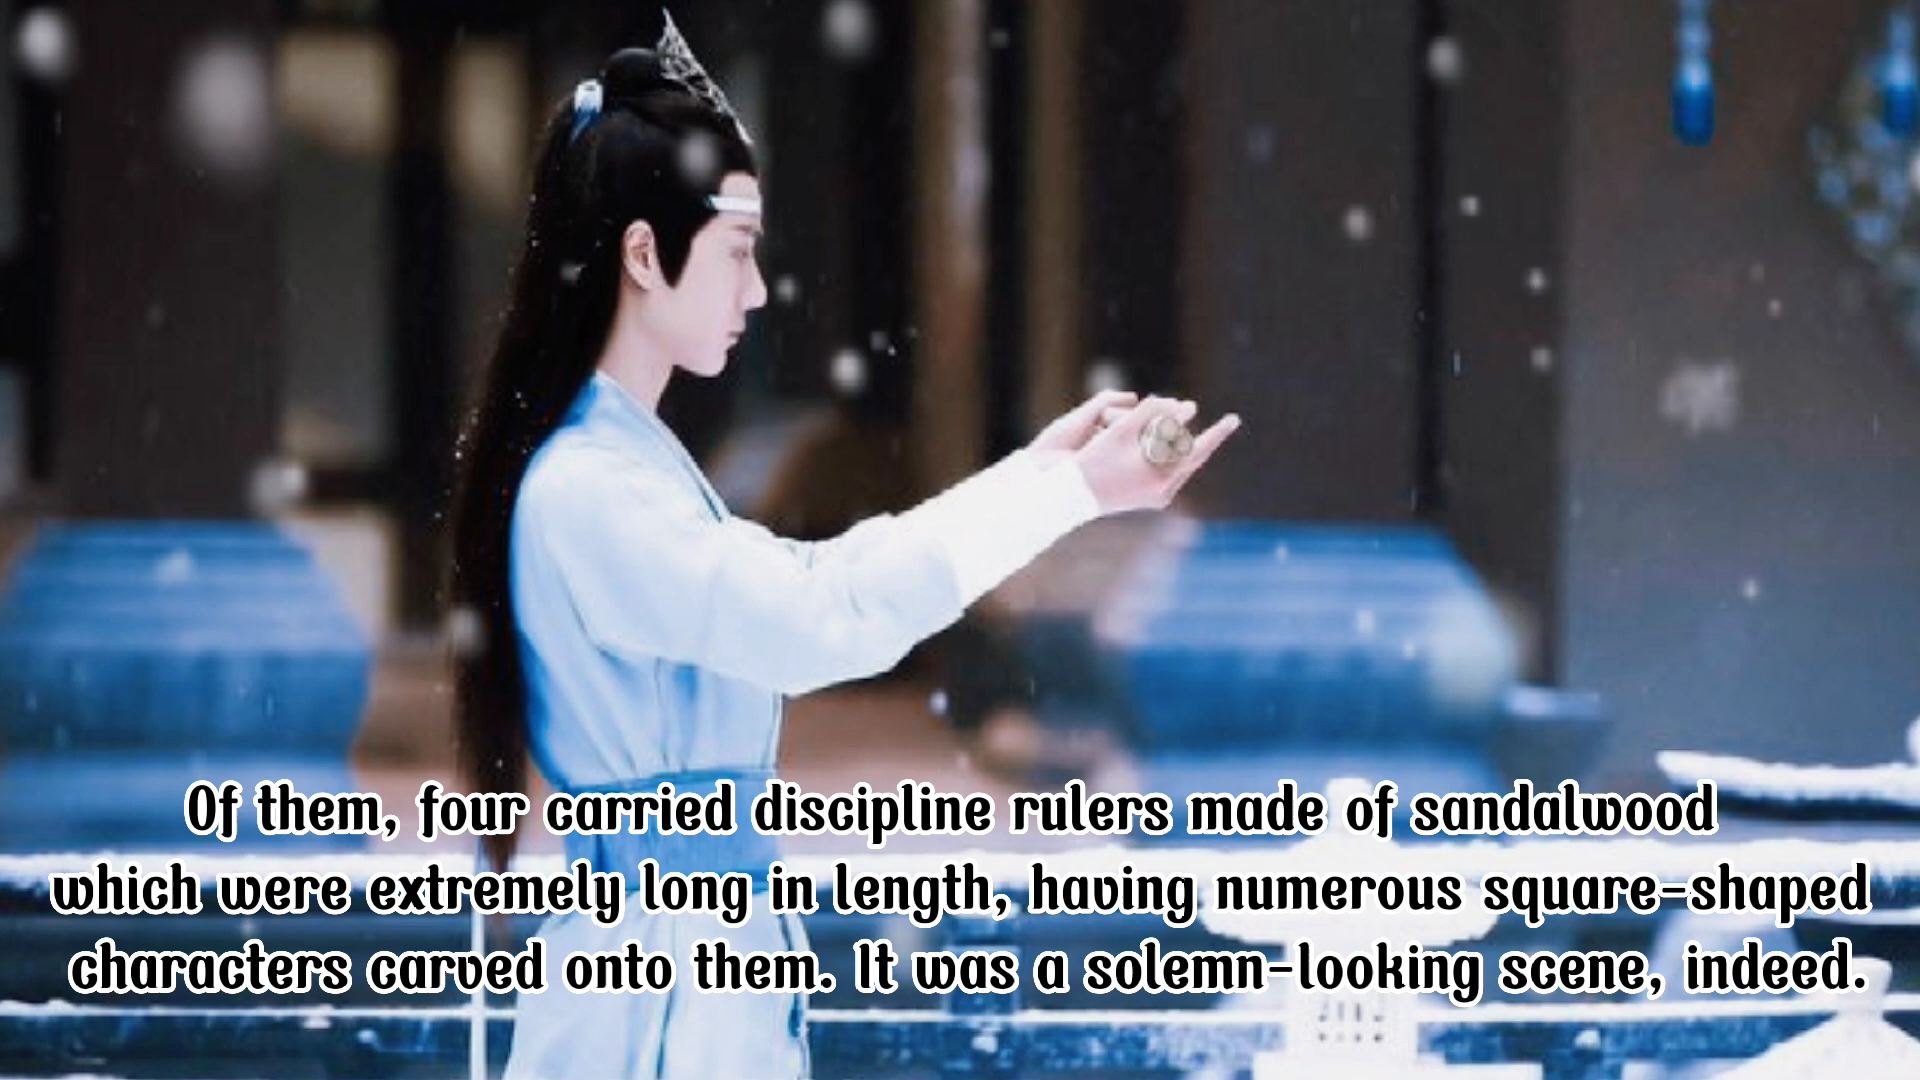 Of them, four carried discipline rulers made of sandalwood
which were extremely long in length, having numerous square-shaped
characters carved onto them. It was a solemn-looking scene, indeed.